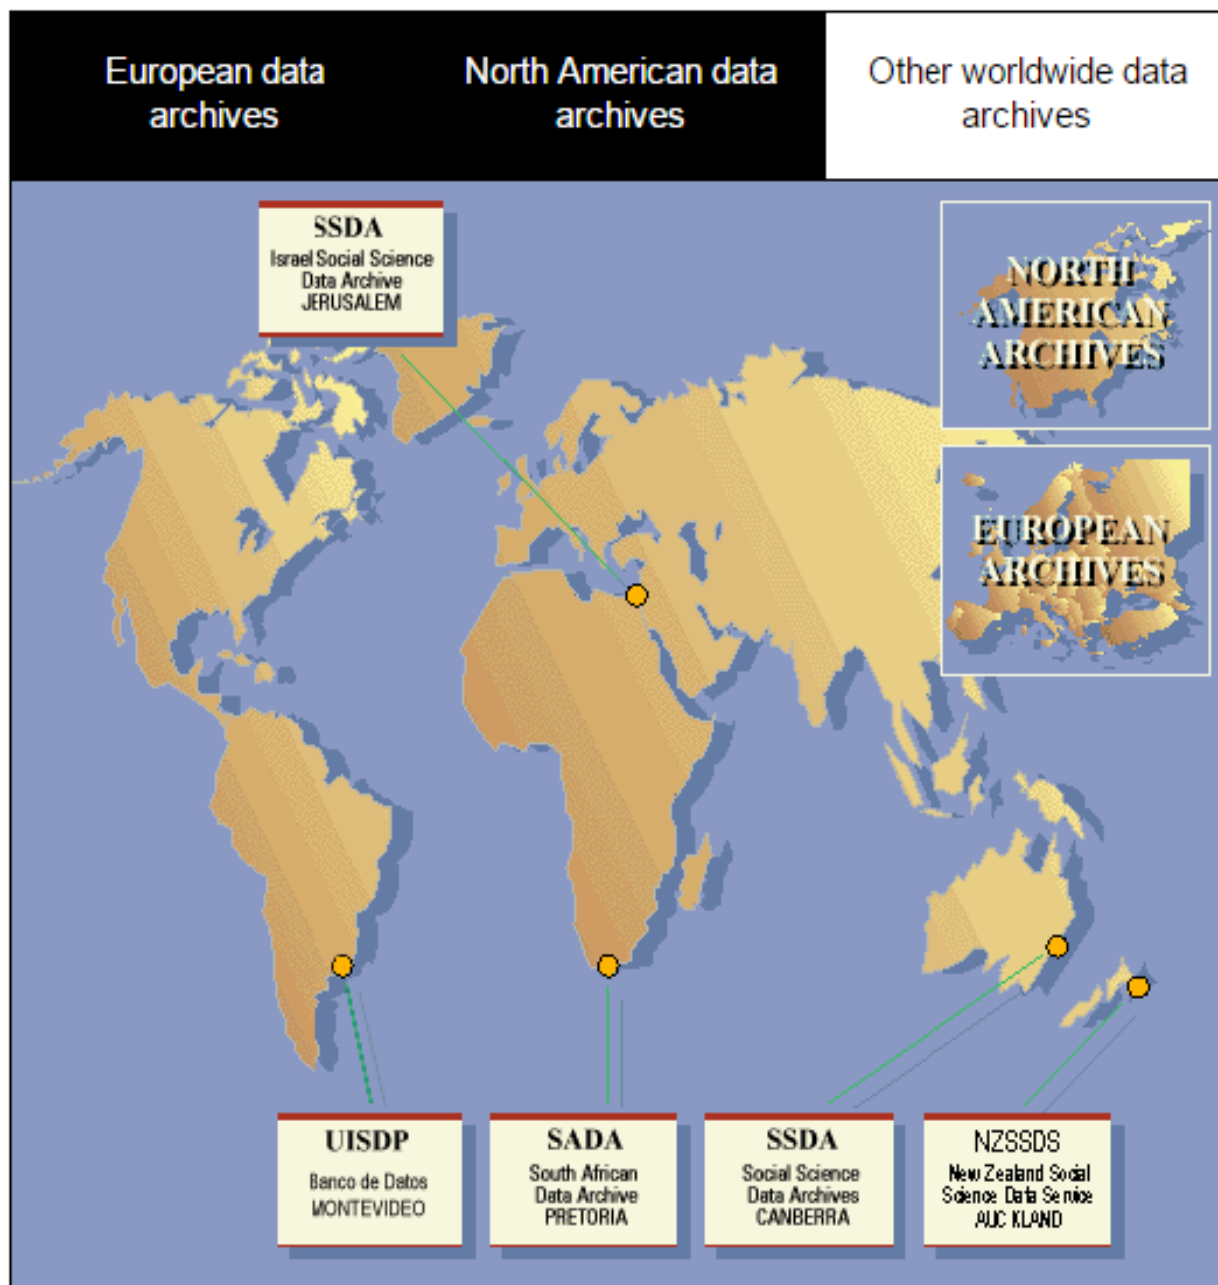 European data
archives
North American data
archives
Other worldwide data
archives
SSDA
Israel Social Science
Data Archive
JERUSALEM
NORTH
AMERICAN
ARCHIVES
EUROPEAN
ARCHIVES
UISDP
Banco de Datos
MONTEVIDEO
SADA
South African
Data Archive
PRETORIA
SSDA
Social Science
Data Archives
CANBERRA
NZSSDS
New Zealand Social
Science Data Service
AUCKLAND